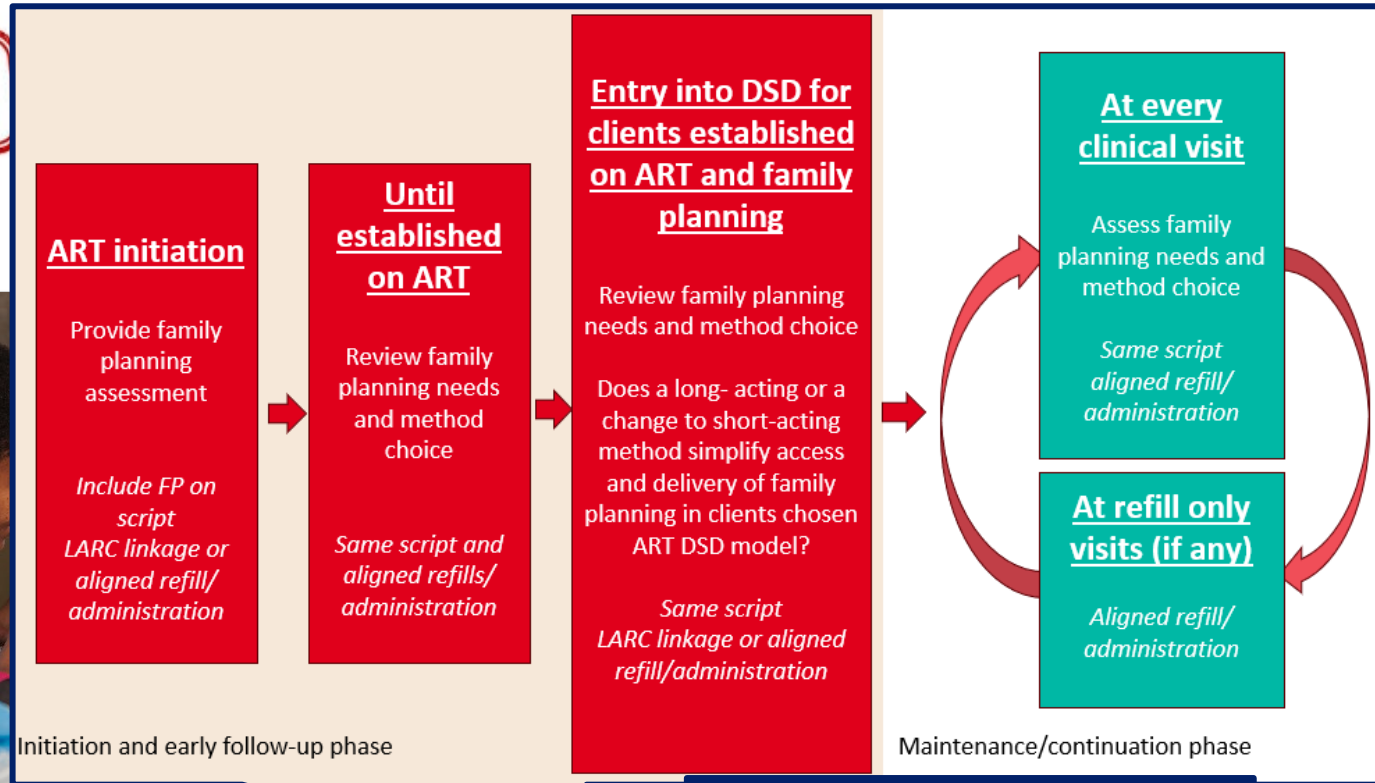 ART initiation
Provide family
planning
assessment
Include FP on
script
LARC linkage or
aligned refill/
administration
Until
established
on ART
Review family
planning needs
and method
choice
Same script and
aligned refills/
administration
Entry into DSD for
clients established
on ART and family
planning
Review family planning
needs and method choice
Does a long- acting or a
change to short-acting
method simplify access
and delivery of family
planning in clients chosen
ART DSD model?
Same script
LARC linkage or aligned
refill/administration
At every
clinical visit
Assess family
planning needs and
method choice
Same script
aligned refill/
administration
At refill only
visits (if any)
Aligned refill/
administration
Initiation and early follow-up phase
Maintenance/continuation phase